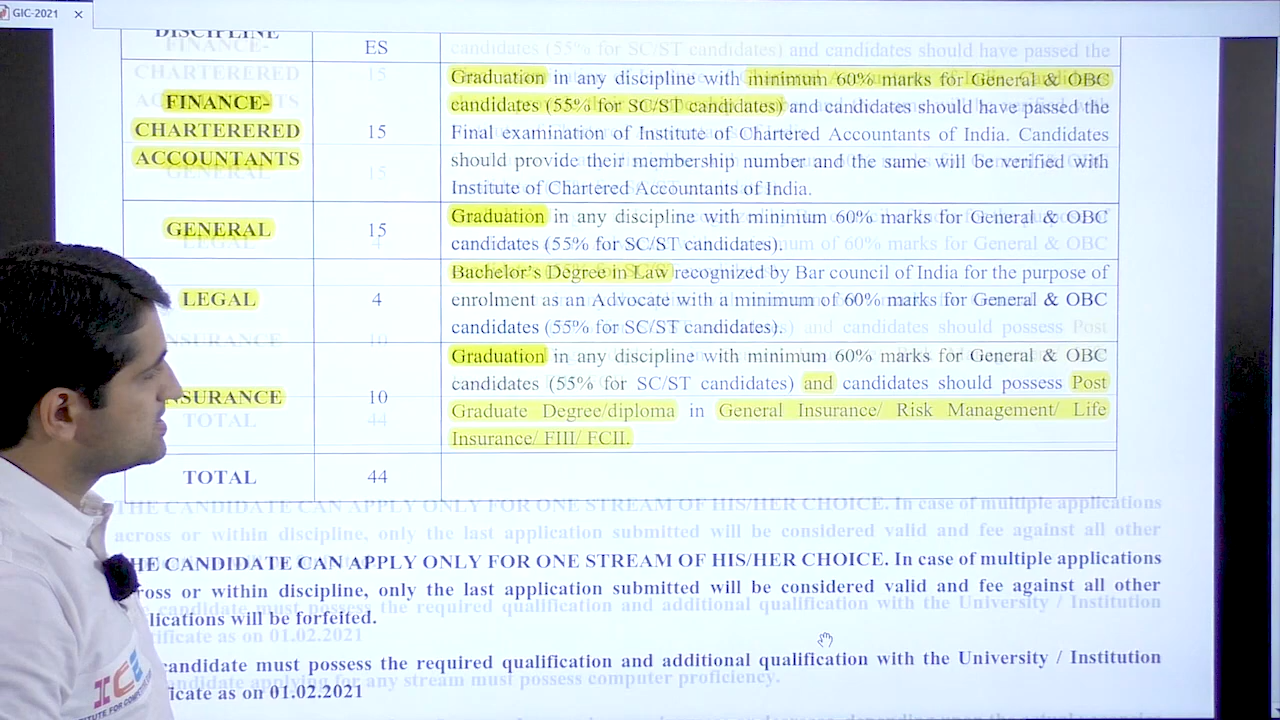 GIC-2021
DISCIPLINE
ES
FINANCE-
CHARTERERED
ACCOUNTANTS
15
Graduation in any discipline with minimum 60% marks for General & OBC
candidates (55% for SC/ST candidates) and candidates should have passed the
Final examination of Institute of Chartered Accountants of India. Candidates
should provide their membership number and the same will be verified with
Institute of Chartered Accountants of India.
GENERAL
15
Graduation in any discipline with minimum 60% marks for General & OBC
candidates (55% for SC/ST candidates).
LEGAL
4
Bachelor's Degree in Law recognized by Bar council of India for the purpose of
enrolment as an Advocate with a minimum of 60% marks for General & OBC
candidates (55% for SC/ST candidates).
NSURANCE
10
Graduation in any discipline with minimum 60% marks for General & OBC
candidates (55% for SC/ST candidates) and candidates should possess Post
Graduate Degree/diploma in General Insurance/ Risk Management/ Life
Insurance/ FIII/ FCII.
TOTAL
44
HE CANDIDATE CAN APPLY ONLY FOR ONE STREAM OF HIS/HER CHOICE. In case of multiple applications
ross or within discipline, only the last application submitted will be considered valid and fee against all other
lications will be forfeited.
candidate must possess the required qualification and additional qualification with the University / Institution
icate as on 01.02.2021
ICE